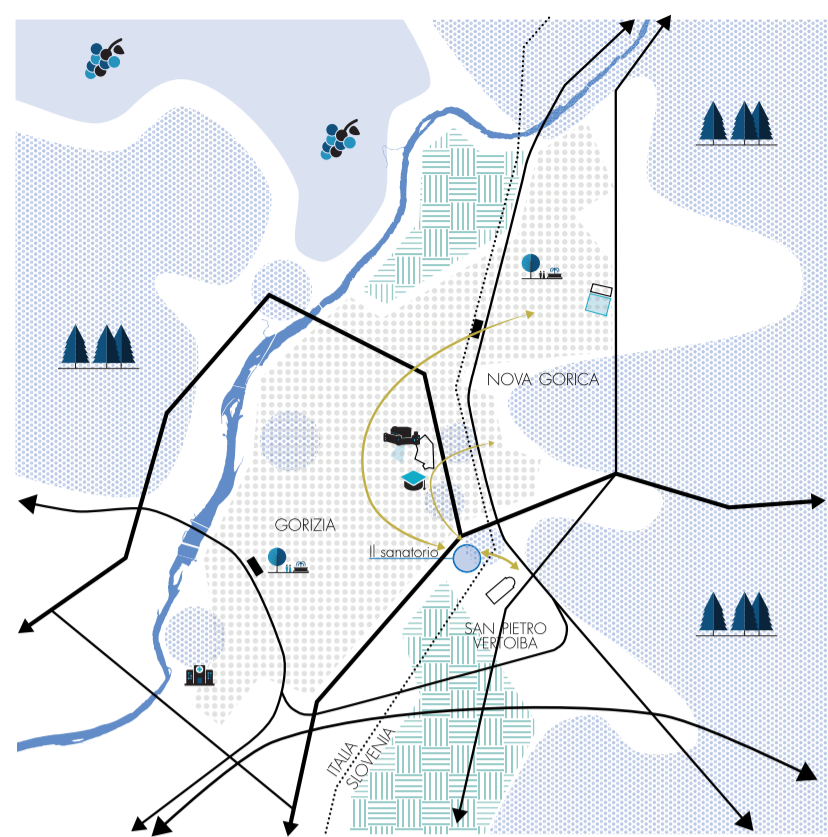 NOVA GORICA
GORIZIA
Il sanatorio
SAN PIETRO
VERTOIBA
ITALIA
SLOVENIA